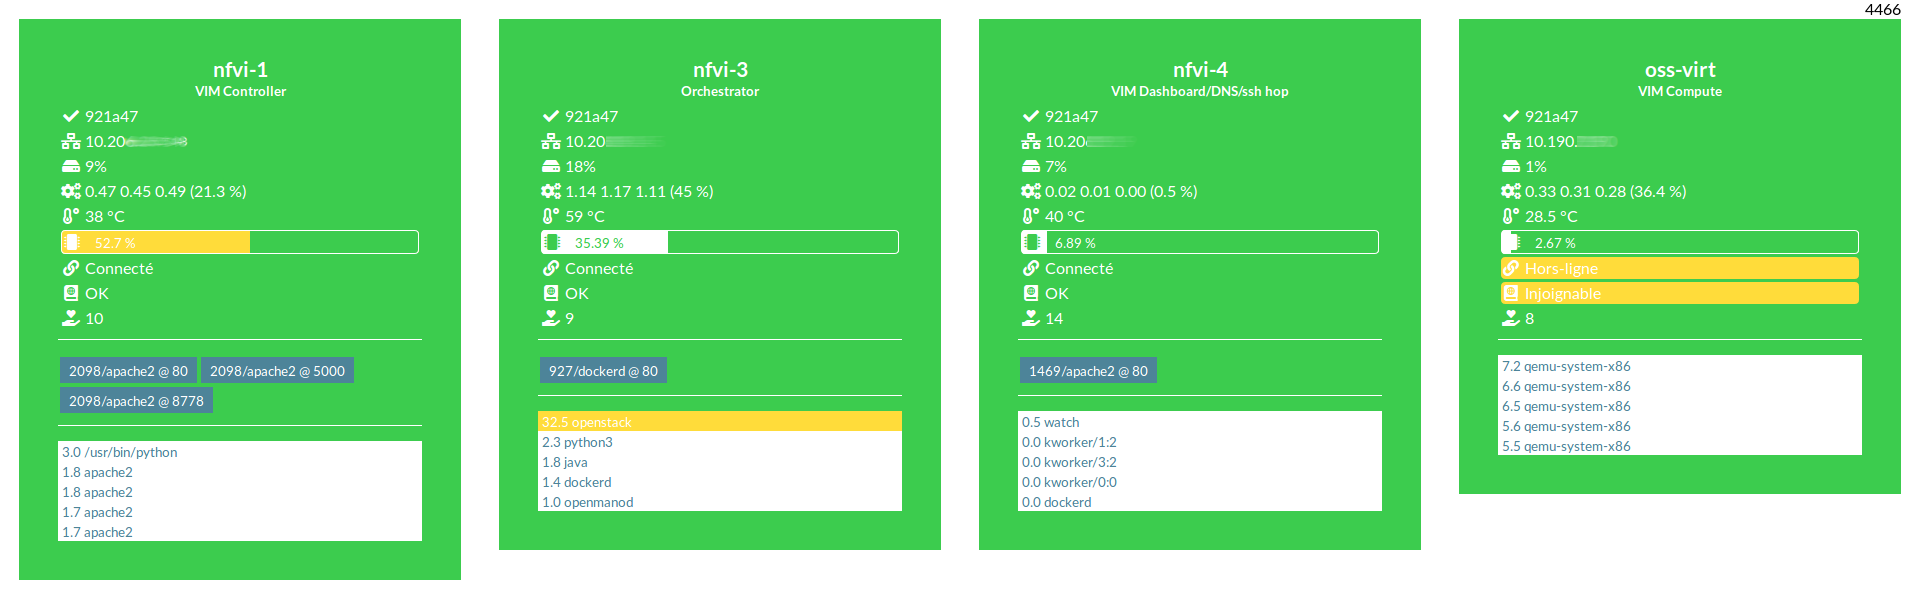 4466
nfvi-1
VIM Controller
921a47
10.20
9%
0.47 0.45 0.49 (21.3 %)
38 °C
52.7 %
Connecté
OK
10
2098/apache2 @ 80 2098/apache2 @ 5000
2098/apache2 @ 8778
3.0 /usr/bin/python
1.8 apache2
1.8 apache2
1.7 apache2
1.7 apache2
nfvi-3
Orchestrator
921a47
10.20
18%
1.14 1.17 1.11 (45 %)
59 °C
35.39 %
Connecté
OK
9
927/dockerd @ 80
32.5 openstack
2.3 python3
1.8 java
1.4 dockerd
1.0 openmanod
nfvi-4
VIM Dashboard/DNS/ssh hop
921a47
10.20
7%
0.02 0.01 0.00 (0.5 %)
40 °C
6.89 %
Connecté
OK
14
1469/apache2 @ 80
0.5 watch
0.0 kworker/1:2
0.0 kworker/3:2
0.0 kworker/0:0
0.0 dockerd
oss-virt
VIM Compute
921a47
10.190.
1%
0.33 0.31 0.28 (36.4 %)
28.5 °C
2.67 %
Hors-ligne
Injoignable
8
7.2 qemu-system-x86
6.6 qemu-system-x86
6.5 qemu-system-x86
5.6 qemu-system-x86
5.5 qemu-system-x86